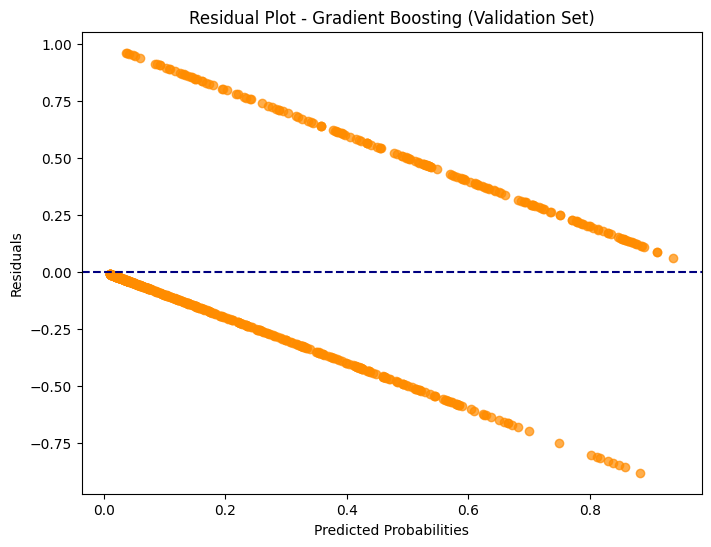 Residual Plot - Gradient Boosting (Validation Set)
1.00
0.75
0.50
0.25
0.00
−0.25
−0.50
−0.75
Residuals
0.0 0.2 0.4 0.6 0.8
Predicted Probabilities